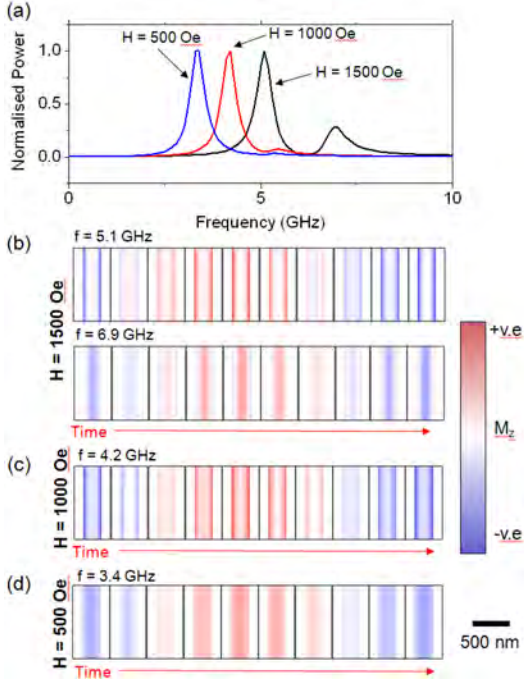 (a)
H = 500 Oe
H = 1000 Oe
H = 1500 Oe
Normalised Power
1.0
0.5
0.0
0
5
10
Frequency (GHz)
(b)
H = 1500 Oe
f = 5.1 GHz
f = 6.9 GHz
Time
+v.e
Mz
-v.e
(c)
H = 1000 Oe
f = 4.2 GHz
Time
(d)
H = 500 Oe
f = 3.4 GHz
Time
500 nm